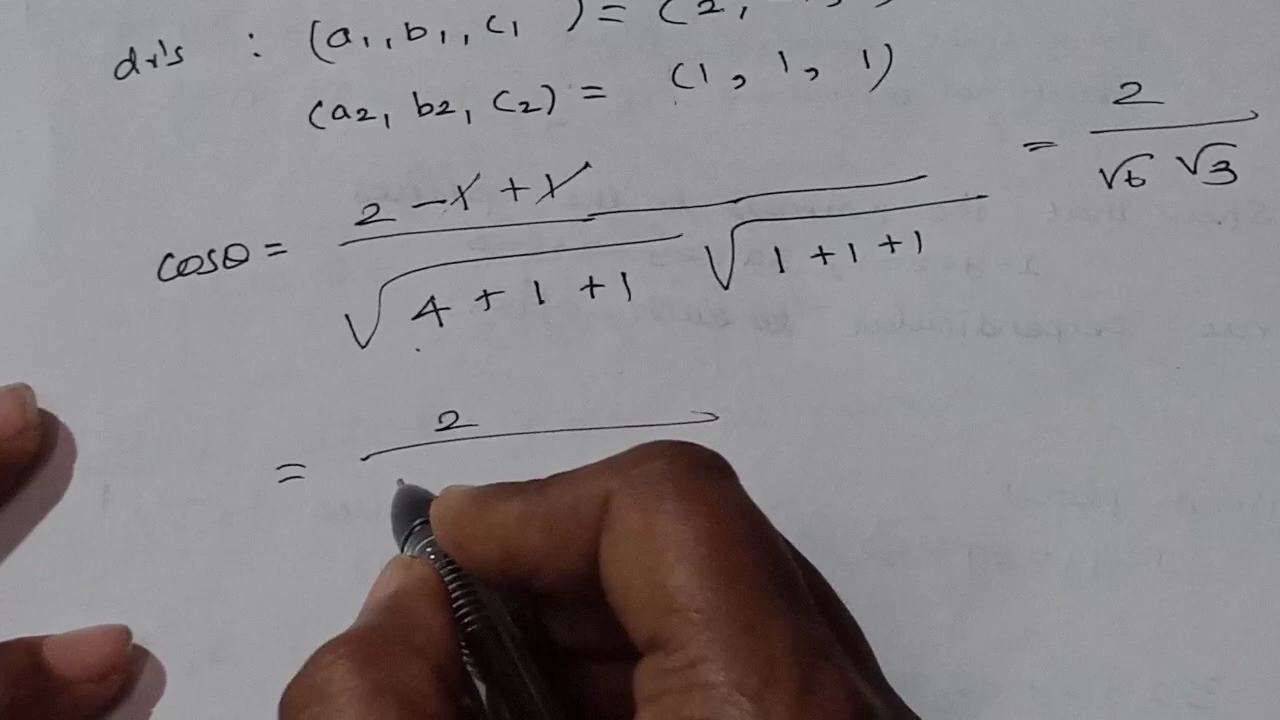 dr's : (a1, b1, c1) = (2,
(a2, b2, c2) = (1, 1, 1)
cosθ = 2 - 1 + 1 / √4 + 1 + 1 √1 + 1 + 1 = 2 / √6 √3
= 2